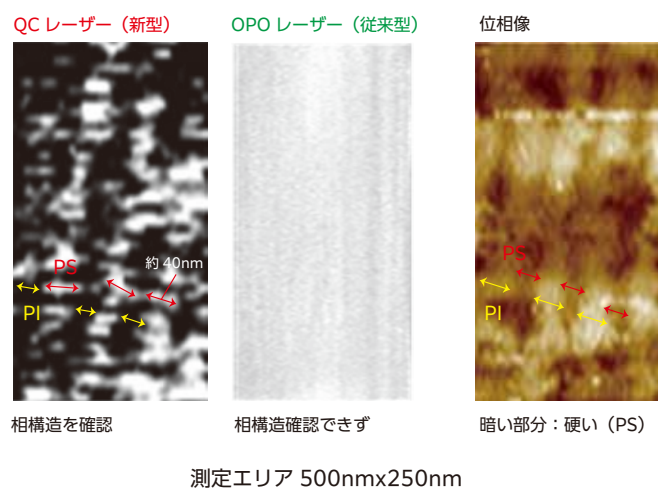 QC レーザー（新型）
OPO レーザー（従来型）
位相像
約 40nm
PS
PI
PS
PI
相構造を確認
相構造確認できず
暗い部分：硬い（PS）
測定エリア 500nmx250nm